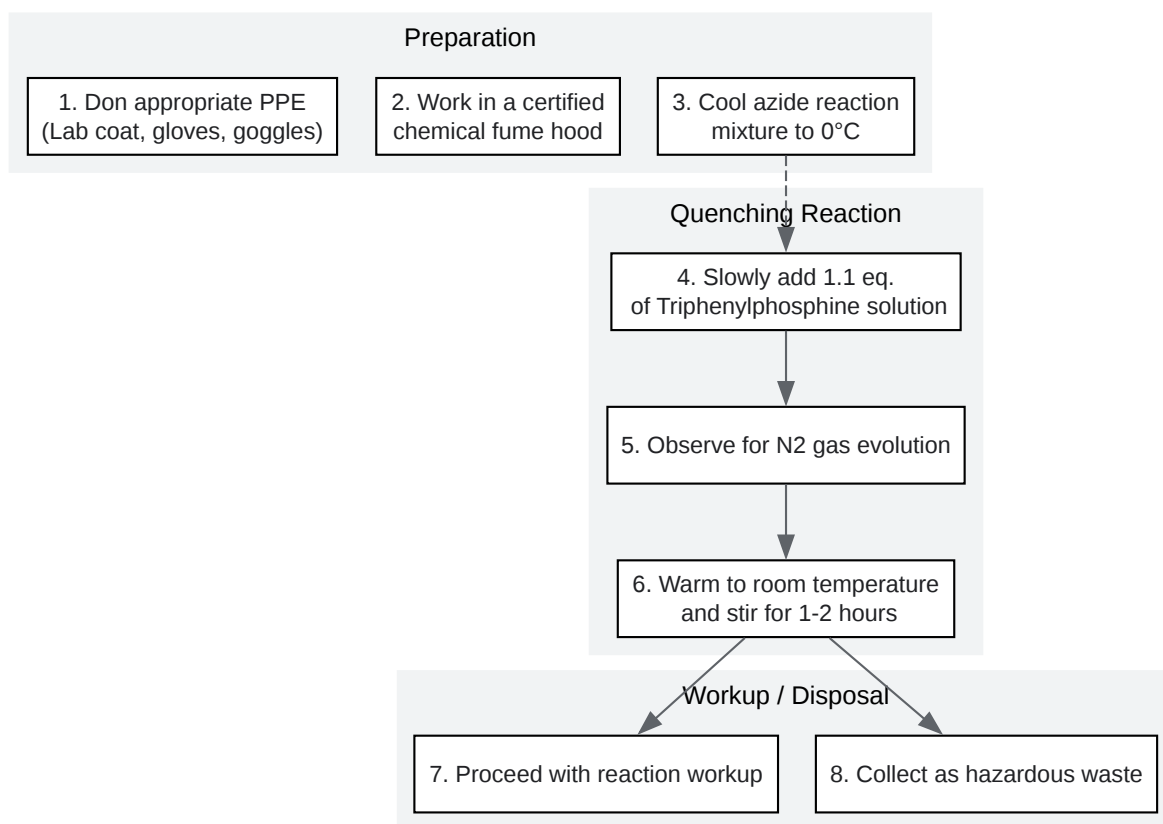 Preparation
1. Don appropriate PPE
(Lab coat, gloves, goggles)
2. Work in a certified
chemical fume hood
3. Cool azide reaction
mixture to 0°C
Quenching Reaction
4. Slowly add 1.1 eq.
of Triphenylphosphine solution
5. Observe for N2 gas evolution
6. Warm to room temperature
and stir for 1-2 hours
Workup / Disposal
7. Proceed with reaction workup
8. Collect as hazardous waste